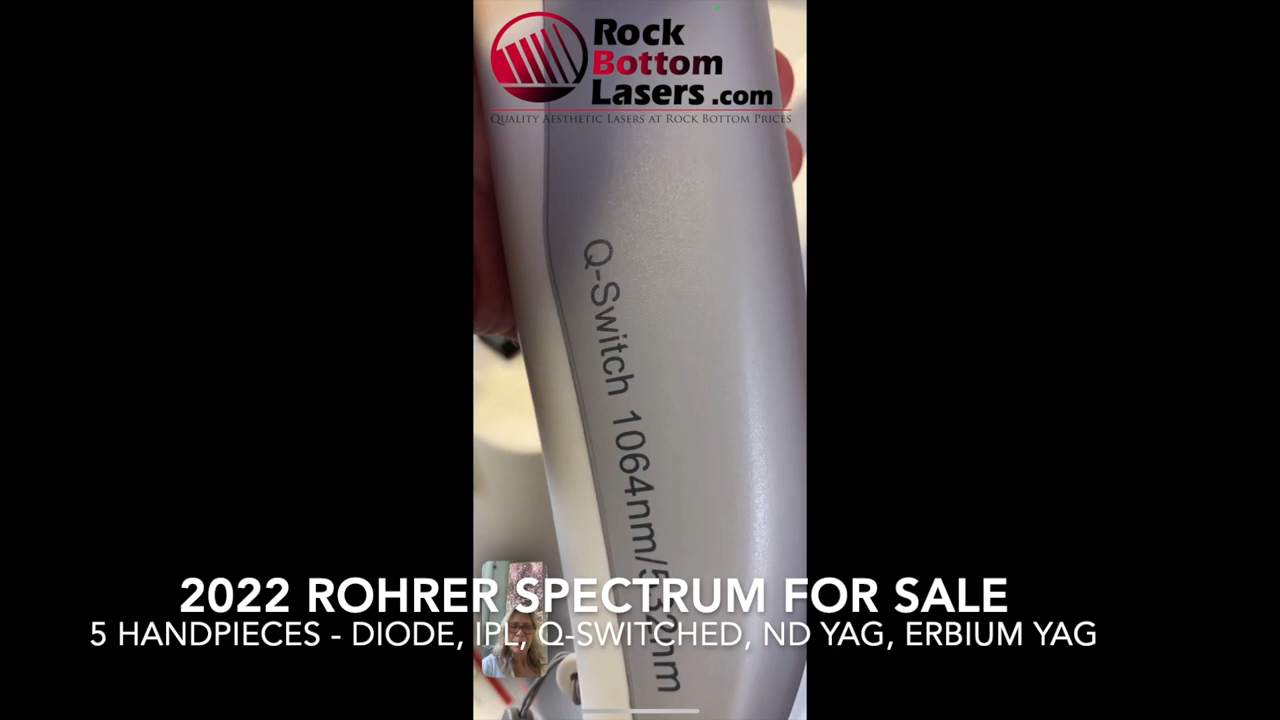 Rock
Bottom
Lasers.com
Quality Aesthetic Lasers at Rock Bottom Prices
Q-Switch 1064nm/532nm
2022 ROHRER SPECTRUM FOR SALE
5 HANDPIECES - DIODE, IPL, Q-SWITCHED, ND YAG, ERBIUM YAG